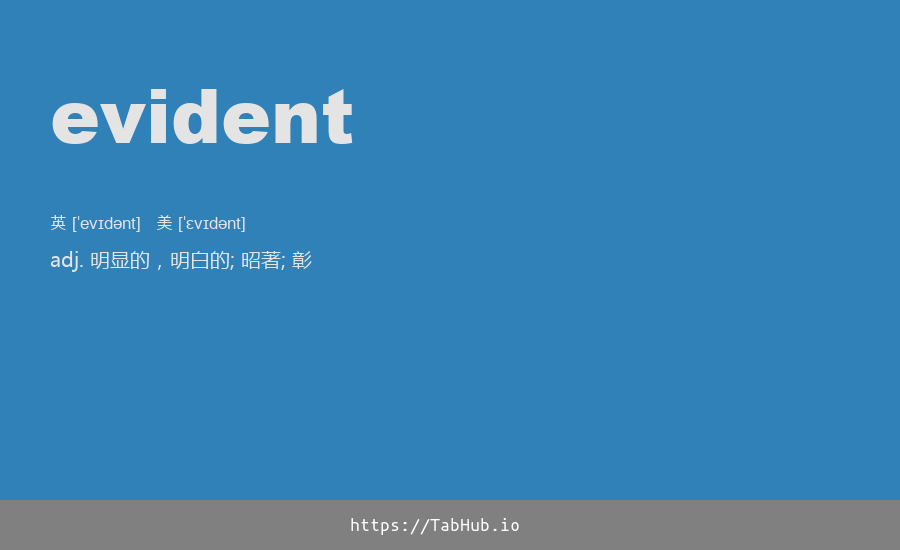 evident
英 [ˈevɪdənt] 美 [ˈɛvɪdənt]
adj. 明显的，明白的; 昭著; 彰
https://TabHub.io